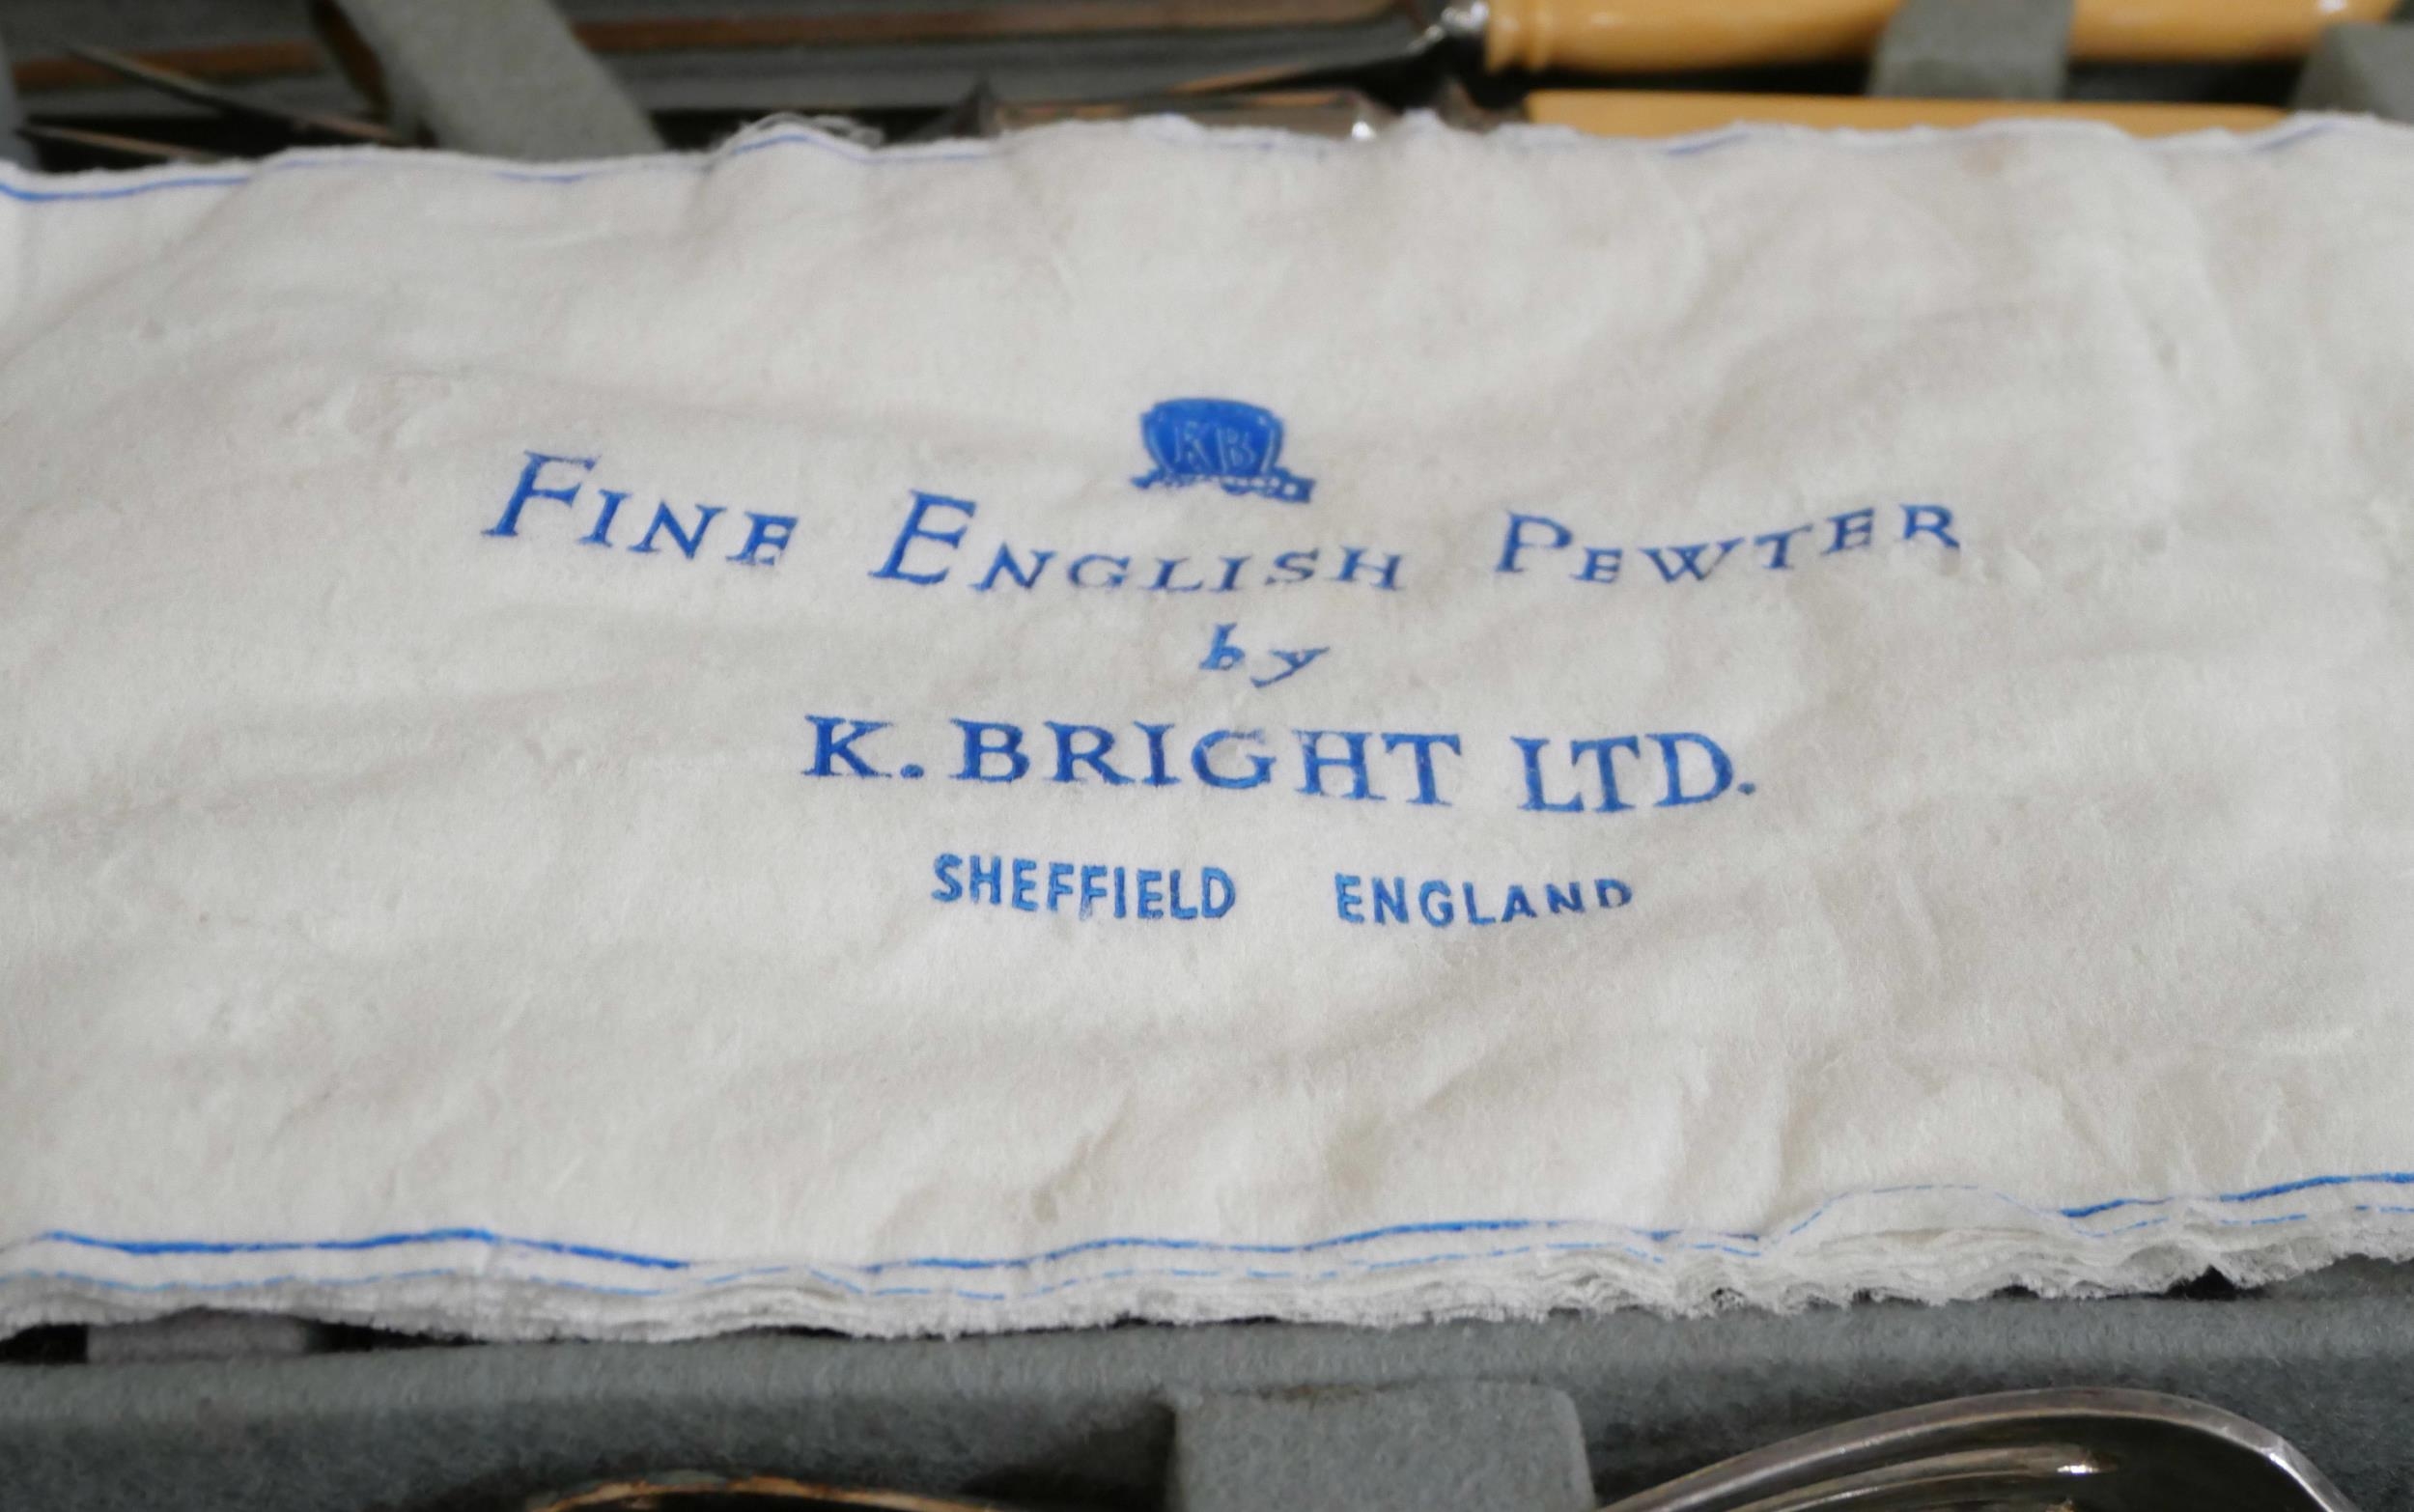 KB
FINE ENGLISH PEWTER
by
K. BRIGHT LTD.
SHEFFIELD ENGLAND